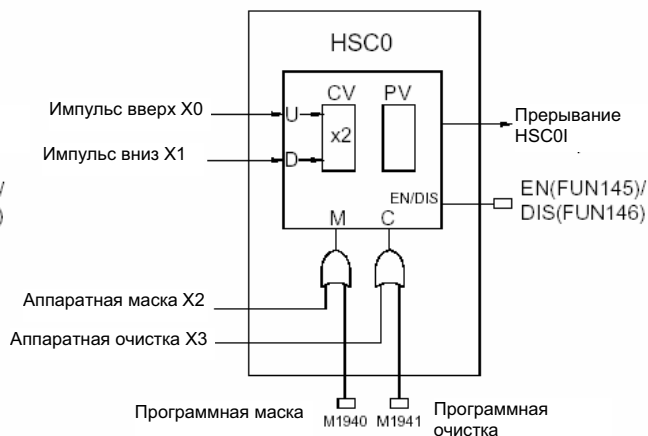 HSC0
CV PV
Импульс вверх X0
U
x2
Прерывание
HSC0I
Импульс вниз X1
D
/
)
EN/DIS
EN(FUN145)/
DIS(FUN146)
M C
Аппаратная маска X2
Аппаратная очистка X3
Программная маска
M1940 M1941
Программная
очистка